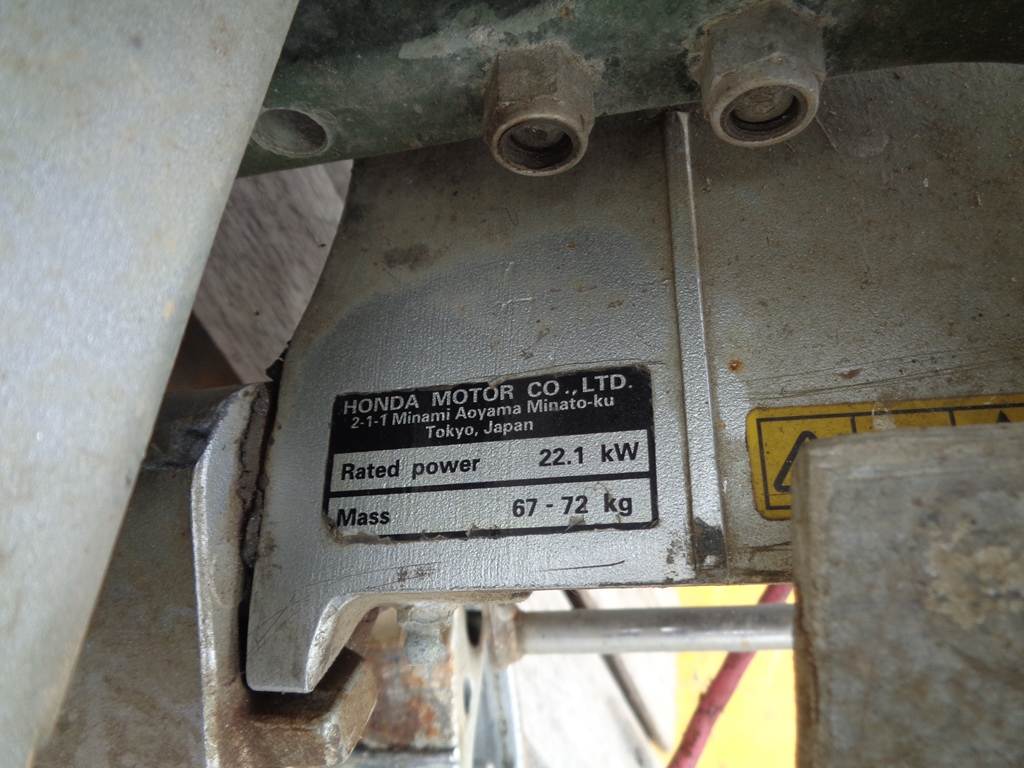 HONDA MOTOR CO., LTD.
2-1-1 Minami Aoyama Minato-ku
Tokyo, Japan
Rated power 22.1 kW
Mass 67 - 72 kg